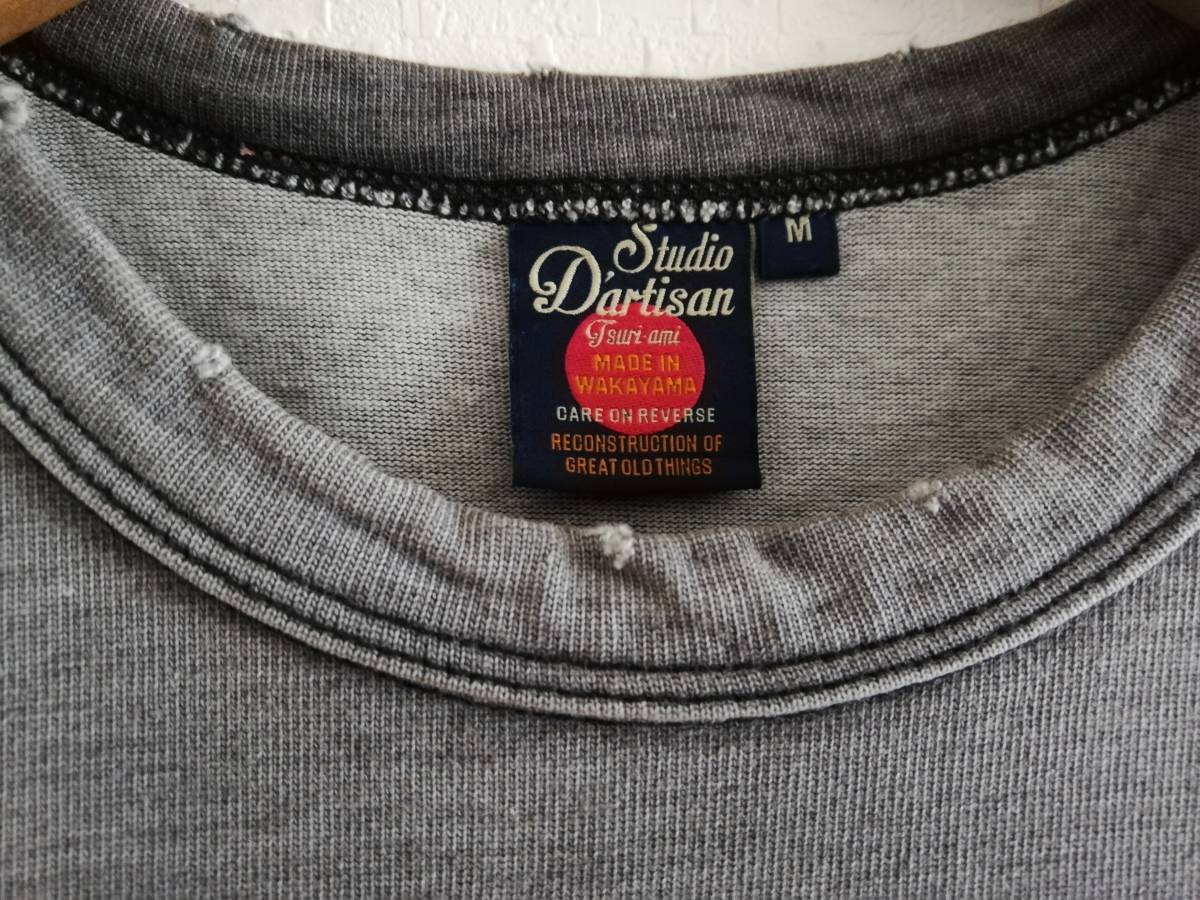 Studio
D'artisan
Tsuri-ami
MADE IN
WAKAYAMA
CARE ON REVERSE
RECONSTRUCTION OF
GREAT OLD THINGS
M